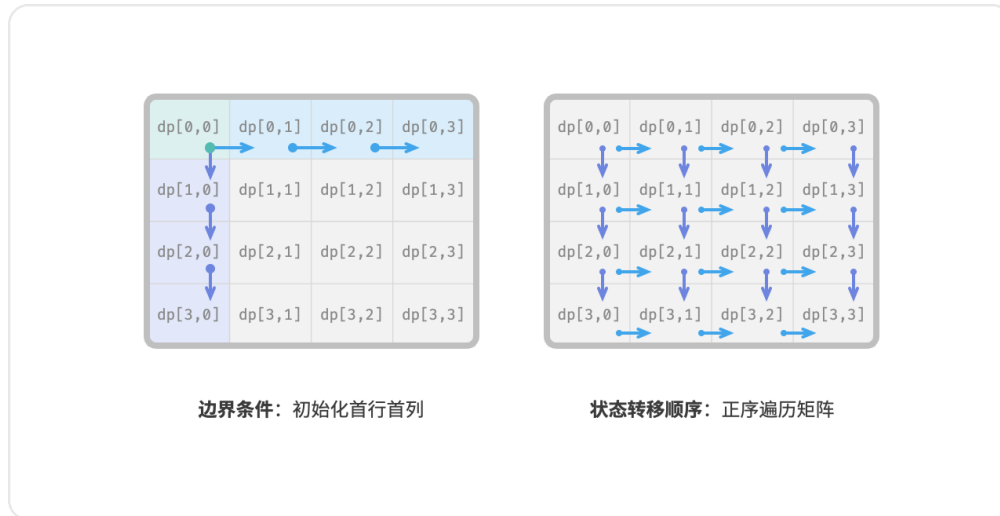 dp[0,0] dp[0,1] dp[0,2] dp[0,3]
dp[1,0] dp[1,1] dp[1,2] dp[1,3]
dp[2,0] dp[2,1] dp[2,2] dp[2,3]
dp[3,0] dp[3,1] dp[3,2] dp[3,3]
边界条件：初始化首行首列
dp[0,0] dp[0,1] dp[0,2] dp[0,3]
dp[1,0] dp[1,1] dp[1,2] dp[1,3]
dp[2,0] dp[2,1] dp[2,2] dp[2,3]
dp[3,0] dp[3,1] dp[3,2] dp[3,3]
状态转移顺序：正序遍历矩阵